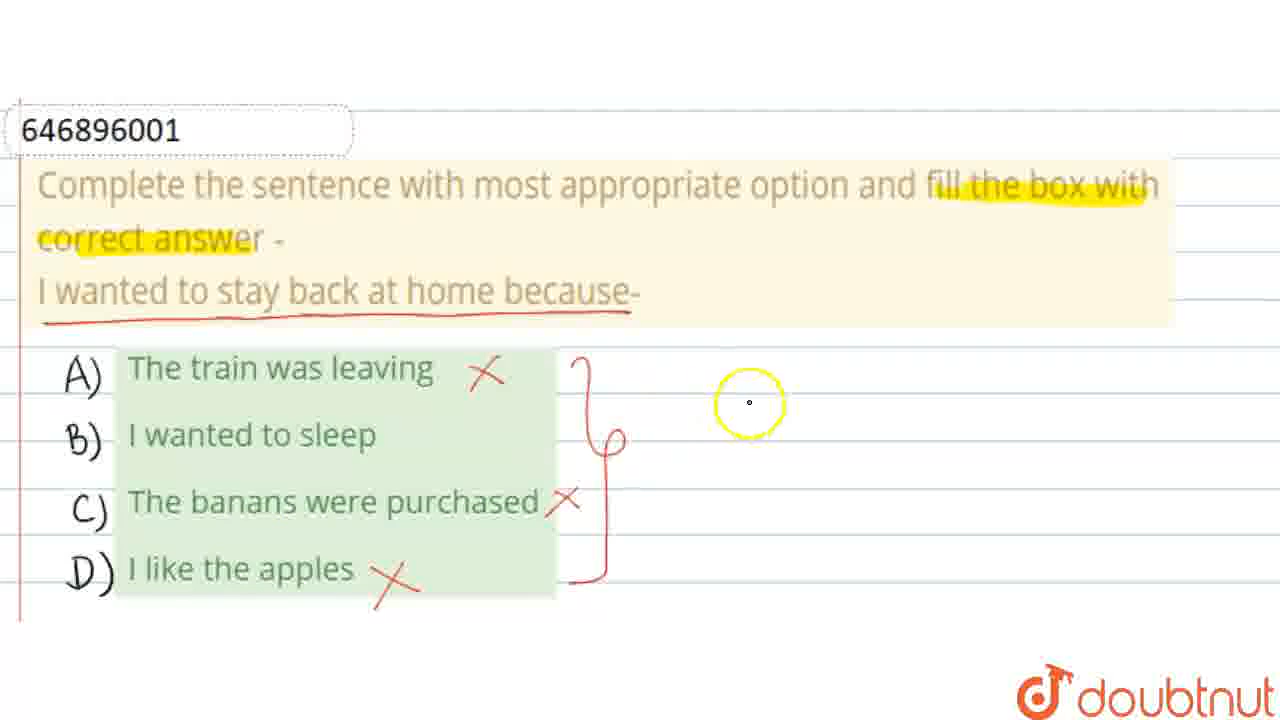 646896001
Complete the sentence with most appropriate option and fill the box with
correct answer -
I wanted to stay back at home because-
A) The train was leaving
B) I wanted to sleep
C) The banans were purchased
D) I like the apples
doubtnut